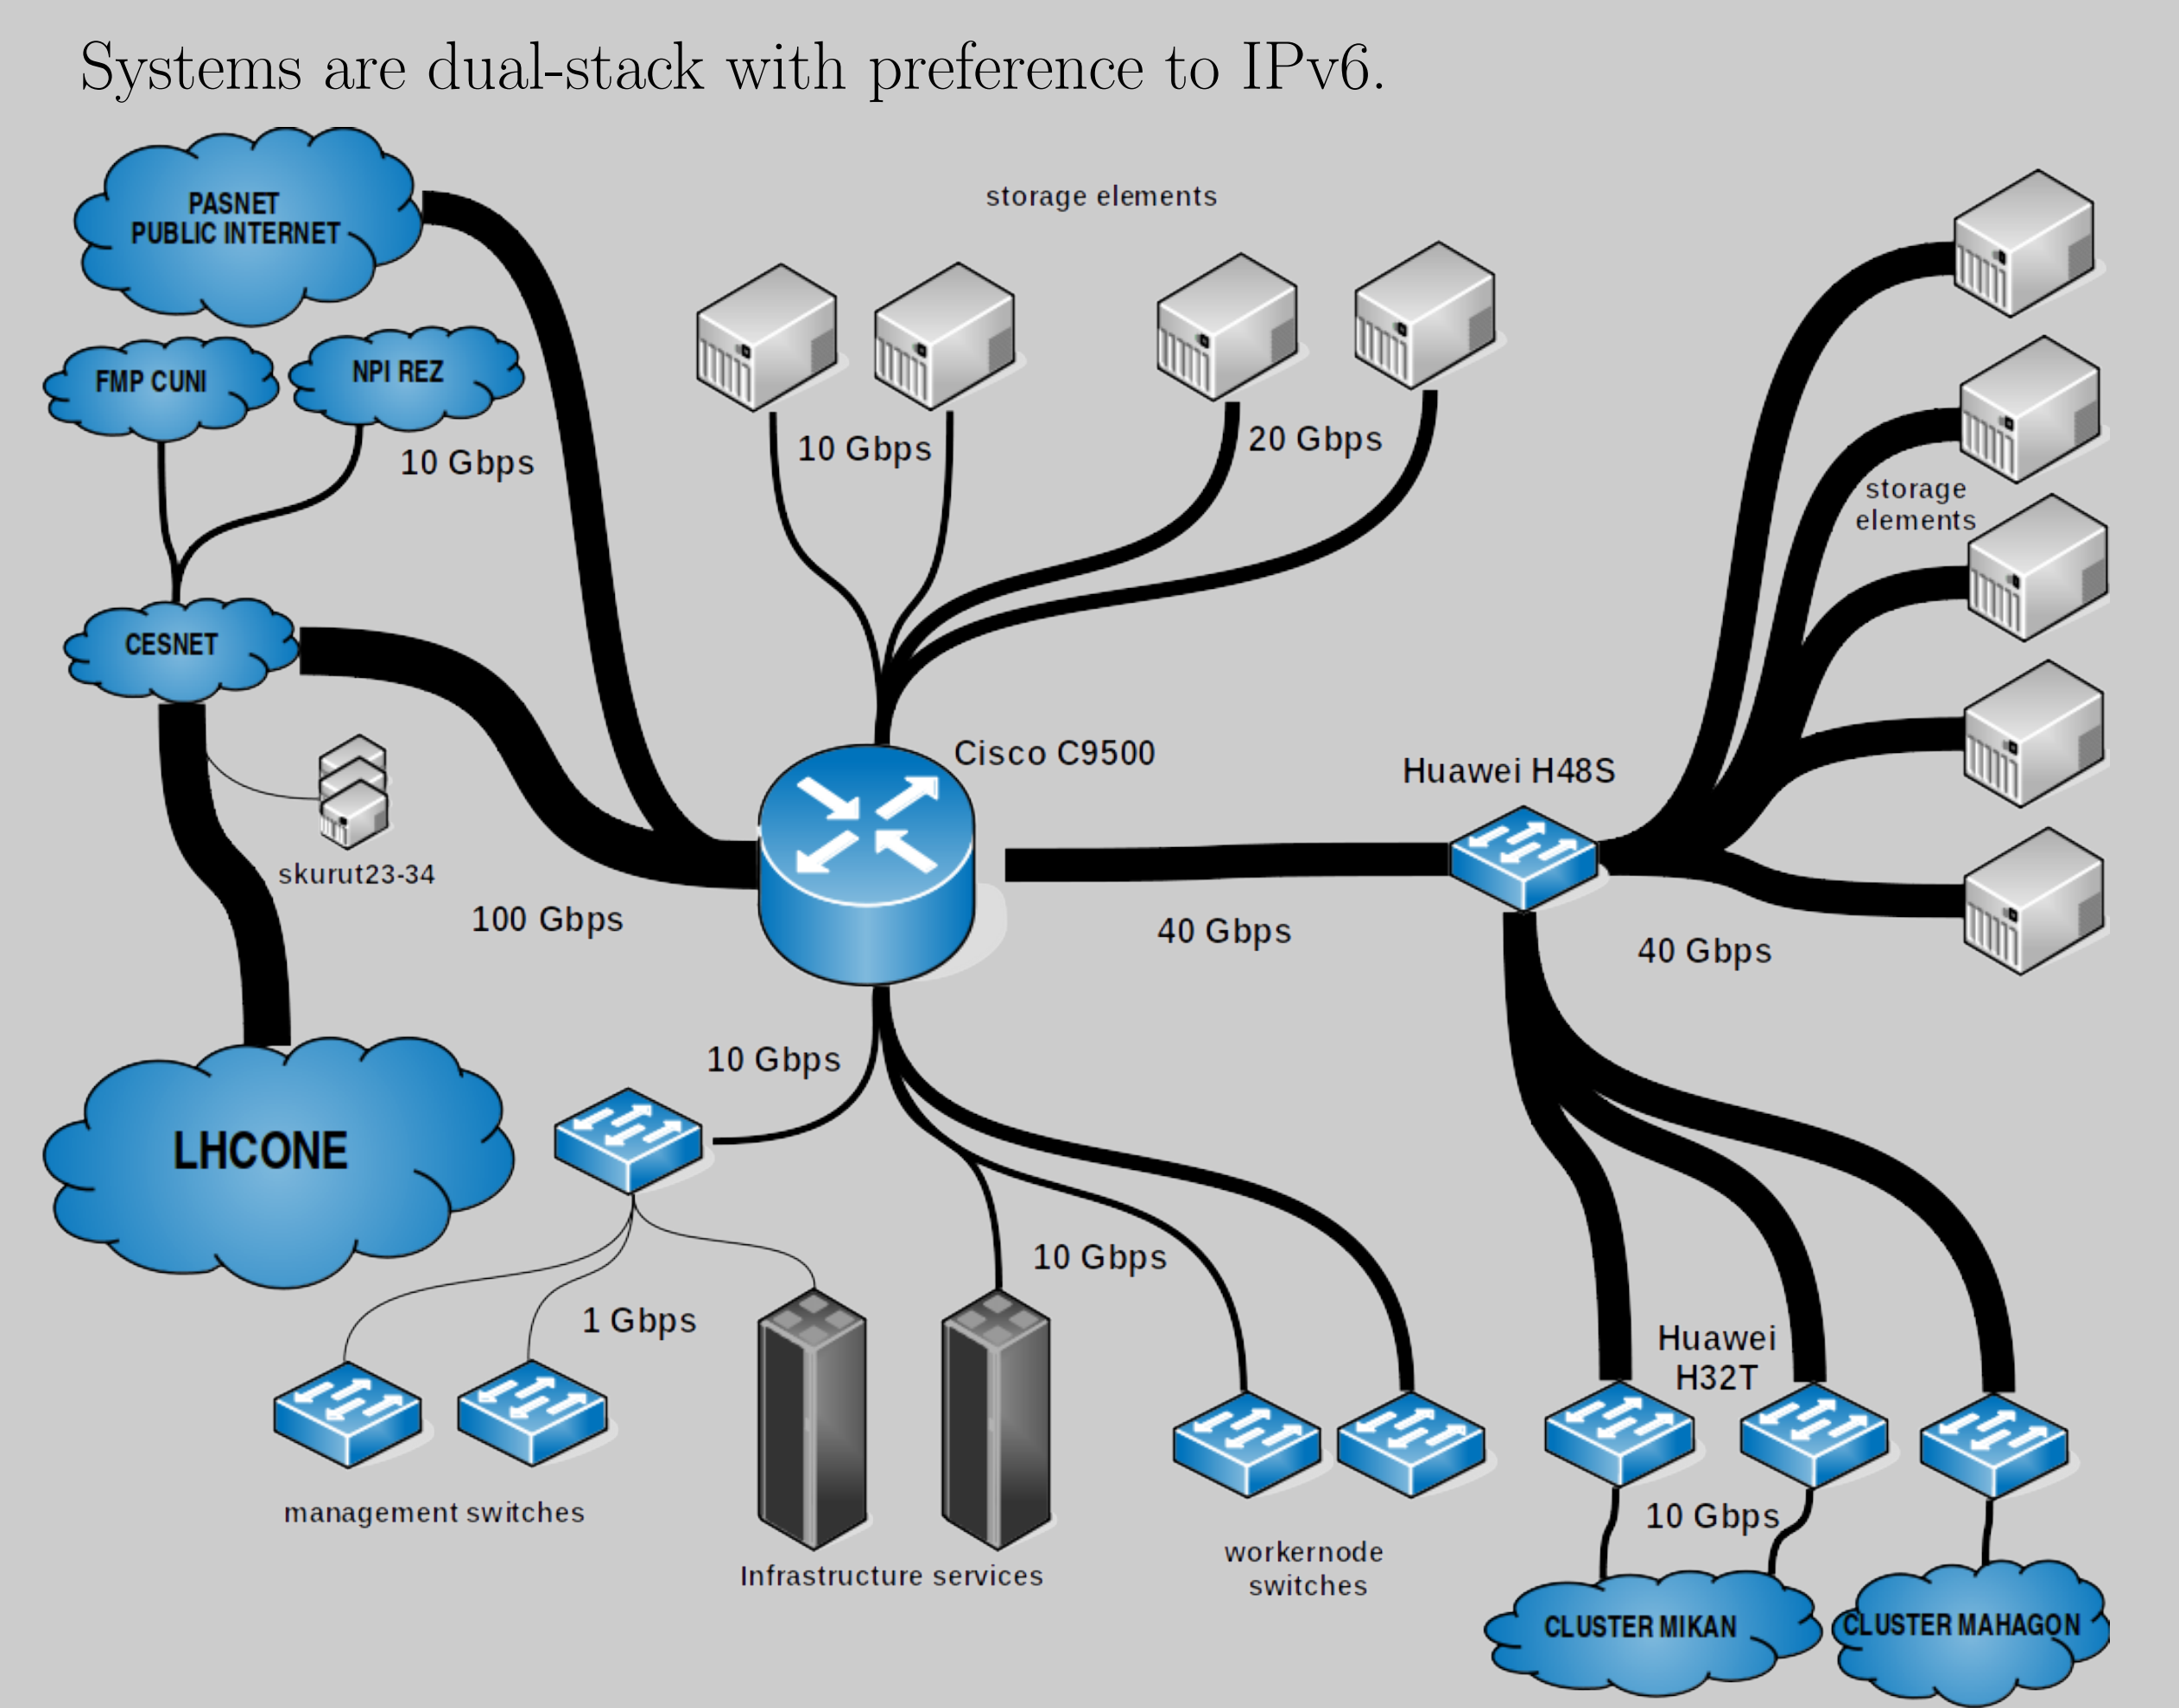 Systems are dual-stack with preference to IPv6.
PASNET
PUBLIC INTERNET
storage elements
FMP CUNI
NPI REZ
10 Gbps
10 Gbps
20 Gbps
storage
elements
CESNET
skurut23-34
100 Gbps
Cisco C9500
Huawei H48S
40 Gbps
40 Gbps
LHCONE
10 Gbps
1 Gbps
10 Gbps
management switches
Infrastructure services
workernode
switches
Huawei
H32T
10 Gbps
CLUSTER MIKAN
CLUSTER MAHAGON